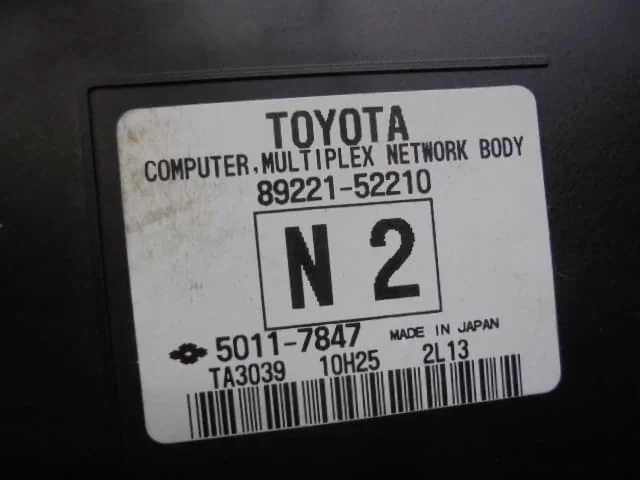 TOYOTA
COMPUTER, MULTIPLEX NETWORK BODY
89221-52210
N 2
5011-7847 MADE IN JAPAN
TA3039 10H25 2L13